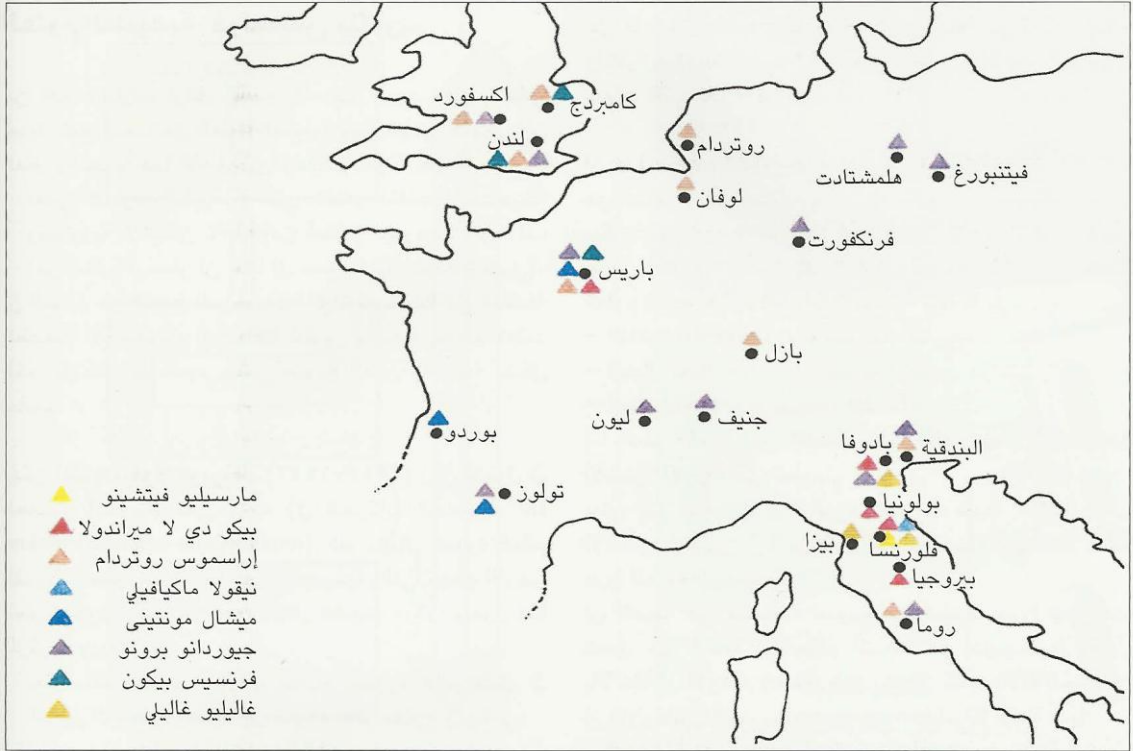 كامبردج
اكسفورد
لندن
روتردام
لوفان
هلمشتادت
فيتنبورغ
فرنكفورت
باريس
بازل
جنيف
ليون
بوردو
تولوز
البندقية
بادوفا
بولونيا
فلورنسا
بيزا
بيروجيا
روما
مارسيليو فيتشينو
بيكو دي لا ميراندولا
إراسموس روتردام
نيقولا ماكيافيلي
ميشال مونتينى
جيوردانو برونو
فرنسيس بيكون
غاليليو غاليلي